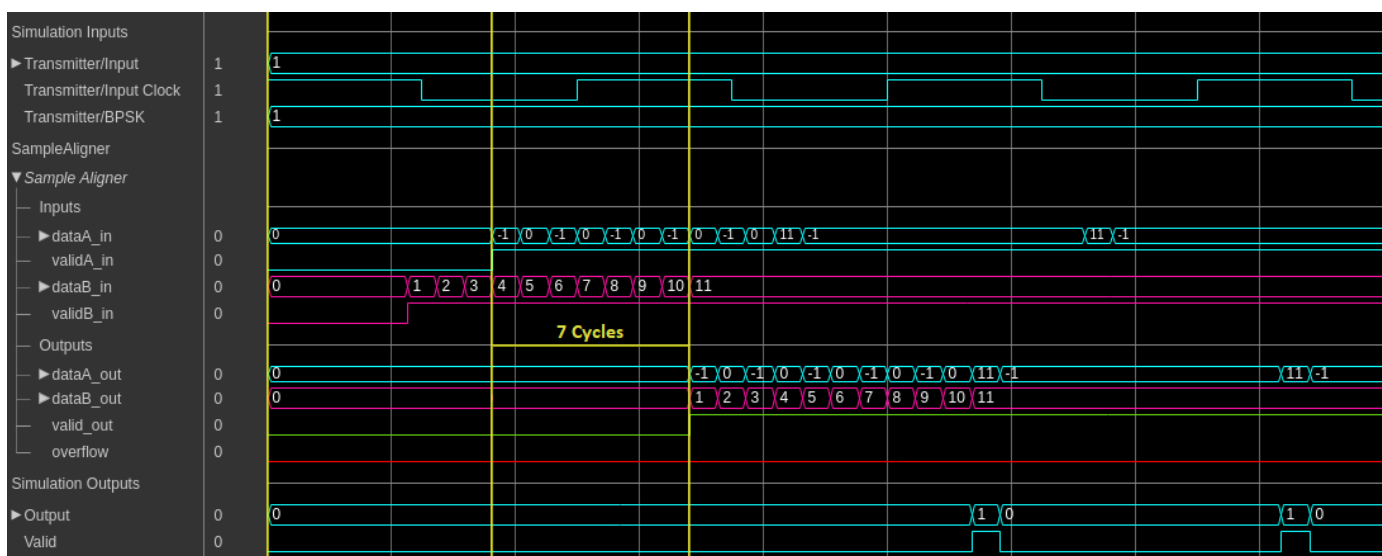 Simulation Inputs
Transmitter/Input 1 1
Transmitter/Input Clock 1
Transmitter/BPSK 1 1
SampleAligner
Sample Aligner
Inputs
dataA_in 0 0 -1 0 -1 0 -1 0 -1 0 -1 0 11 -1 11 -1
validA_in 0
dataB_in 0 0 1 2 3 4 5 6 7 8 9 10 11
validB_in 0
7 Cycles
Outputs
dataA_out 0 0 -1 0 -1 0 -1 0 -1 0 -1 0 11 -1 11 -1
dataB_out 0 0 1 2 3 4 5 6 7 8 9 10 11
valid_out 0
overflow 0
Simulation Outputs
Output 0 0 1 0 1 0
Valid 0